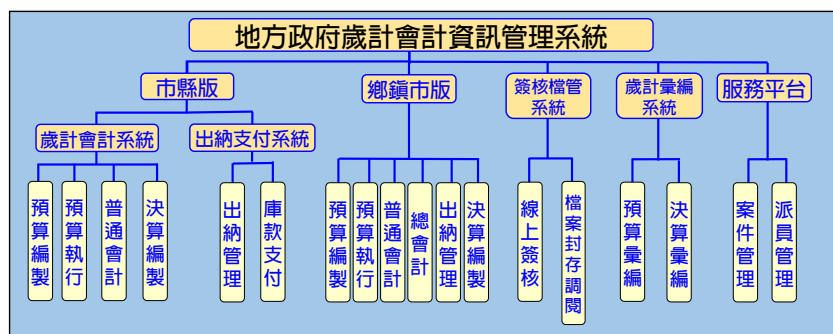 地方政府歲計會計資訊管理系統
市縣版
鄉鎮市版
簽核檔管
系統
歲計彙編
系統
服務平台
歲計會計系統
出納支付系統
預算編製
預算執行
普通會計
決算編製
出納管理
庫款支付
預算編製
預算執行
普通會計
總會計
出納管理
決算編製
線上簽核
檔案封存調閱
預算彙編
決算彙編
案件管理
派員管理